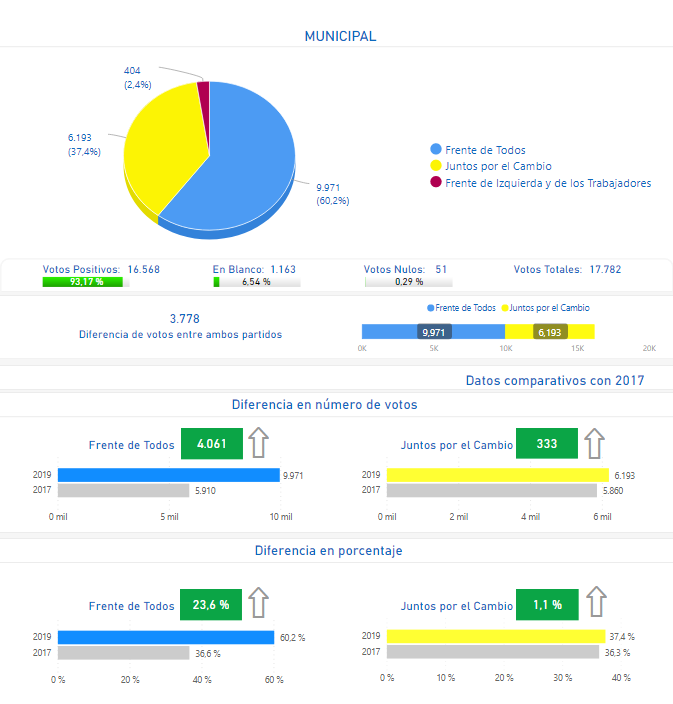 MUNICIPAL
404
(2,4%)
6.193
(37,4%)
9.971
(60,2%)
Frente de Todos
Juntos por el Cambio
Frente de Izquierda y de los Trabajadores
Votos Positivos: 16.568
93,17 %
En Blanco: 1.163
6,54 %
Votos Nulos: 51
0,29 %
Votos Totales: 17.782
3.778
Diferencia de votos entre ambos partidos
Frente de Todos Juntos por el Cambio
9,971 6,193
0K 5K 10K 15K 20K
Datos comparativos con 2017
Diferencia en número de votos
Frente de Todos 4.061
2019 9.971
2017 5.910
0 mil 5 mil 10 mil
Juntos por el Cambio 333
2019 6.193
2017 5.860
0 mil 2 mil 4 mil 6 mil
Diferencia en porcentaje
Frente de Todos 23,6 %
2019 60,2 %
2017 36,6 %
0 % 20 % 40 % 60 %
Juntos por el Cambio 1,1 %
2019 37,4 %
2017 36,3 %
0 % 10 % 20 % 30 % 40 %